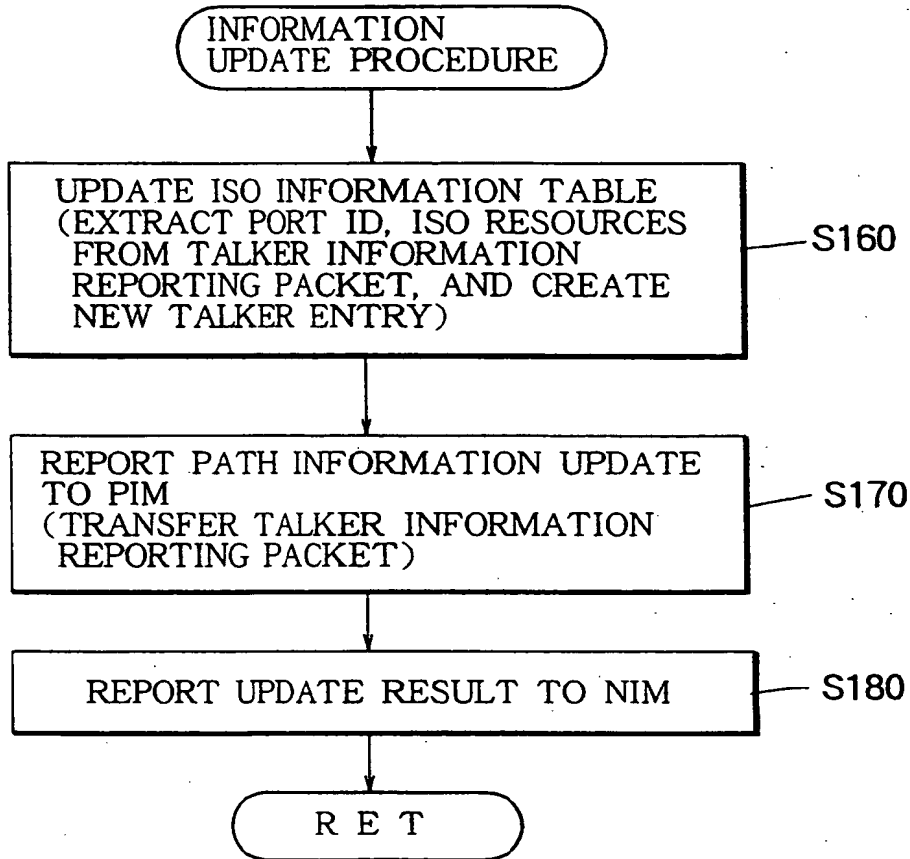 INFORMATION
UPDATE PROCEDURE
UPDATE ISO INFORMATION TABLE
(EXTRACT PORT ID, ISO RESOURCES
FROM TALKER INFORMATION
REPORTING PACKET, AND CREATE
NEW TALKER ENTRY)
S160
REPORT PATH INFORMATION UPDATE
TO PIM
(TRANSFER TALKER INFORMATION
REPORTING PACKET)
S170
REPORT UPDATE RESULT TO NIM
S180
R E T